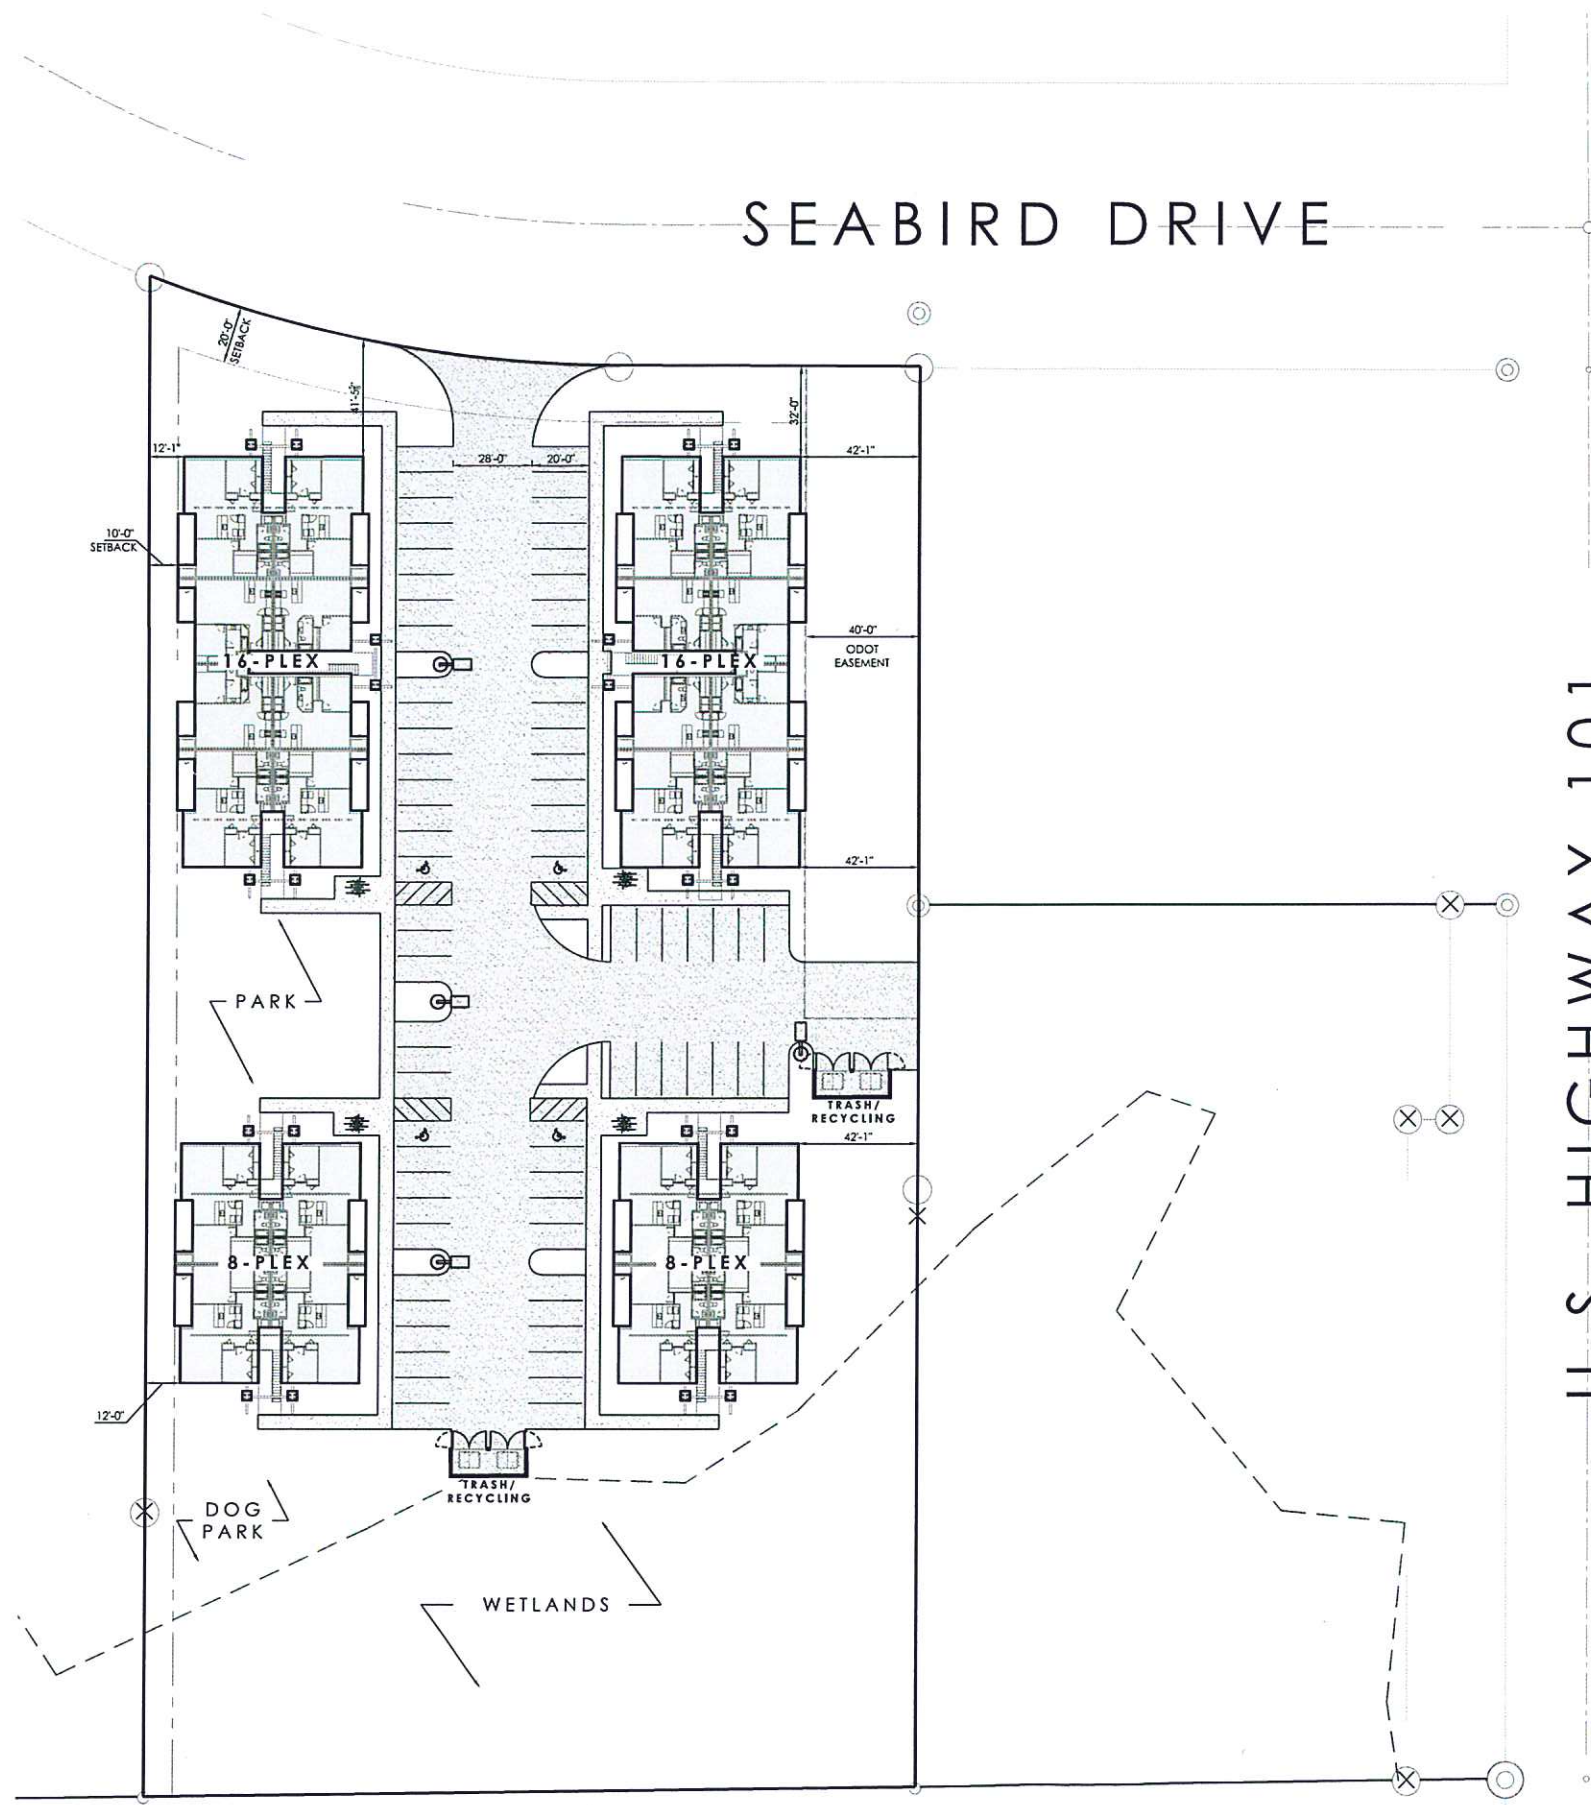 SEABIRD DRIVE
20'-0"
SETBACK
41'-5¾"
32'-0"
12'-1"
28'-0"
20'-0"
42'-1"
10'-0"
SETBACK
16-PLEX
16-PLEX
40'-0"
ODOT
EASEMENT
42'-1"
PARK
TRASH/
RECYCLING
42'-1"
8-PLEX
8-PLEX
12'-0"
TRASH/
RECYCLING
DOG
PARK
WETLANDS
HIGHWAY 101